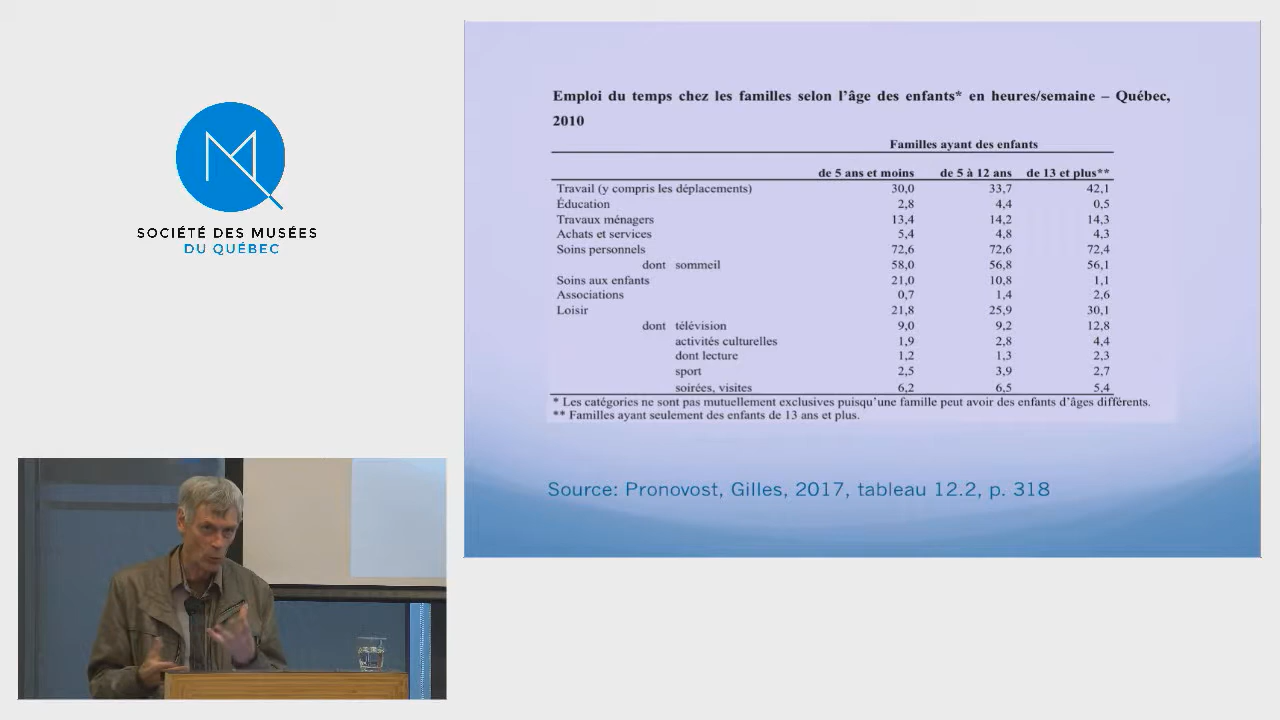 SOCIÉTÉ DES MUSÉES
DU QUÉBEC
Emploi du temps chez les familles selon l'âge des enfants* en heures/semaine – Québec,
2010
Familles ayant des enfants
de 5 ans et moins de 5 à 12 ans de 13 et plus**
Travail (y compris les déplacements) 30,0 33,7 42,1
Éducation 2,8 4,4 0,5
Travaux ménagers 13,4 14,2 14,3
Achats et services 5,4 4,8 4,3
Soins personnels 72,6 72,6 72,4
dont sommeil 58,0 56,8 56,1
Soins aux enfants 21,0 10,8 1,1
Associations 0,7 1,4 2,6
Loisir 21,8 25,9 30,1
dont télévision 9,0 9,2 12,8
activités culturelles 1,9 2,8 4,4
dont lecture 1,2 1,3 2,3
sport 2,5 3,9 2,7
soirées, visites 6,2 6,5 5,4
* Les catégories ne sont pas mutuellement exclusives puisqu'une famille peut avoir des enfants d'âges différents.
** Familles ayant seulement des enfants de 13 ans et plus.
Source: Pronovost, Gilles, 2017, tableau 12.2, p. 318